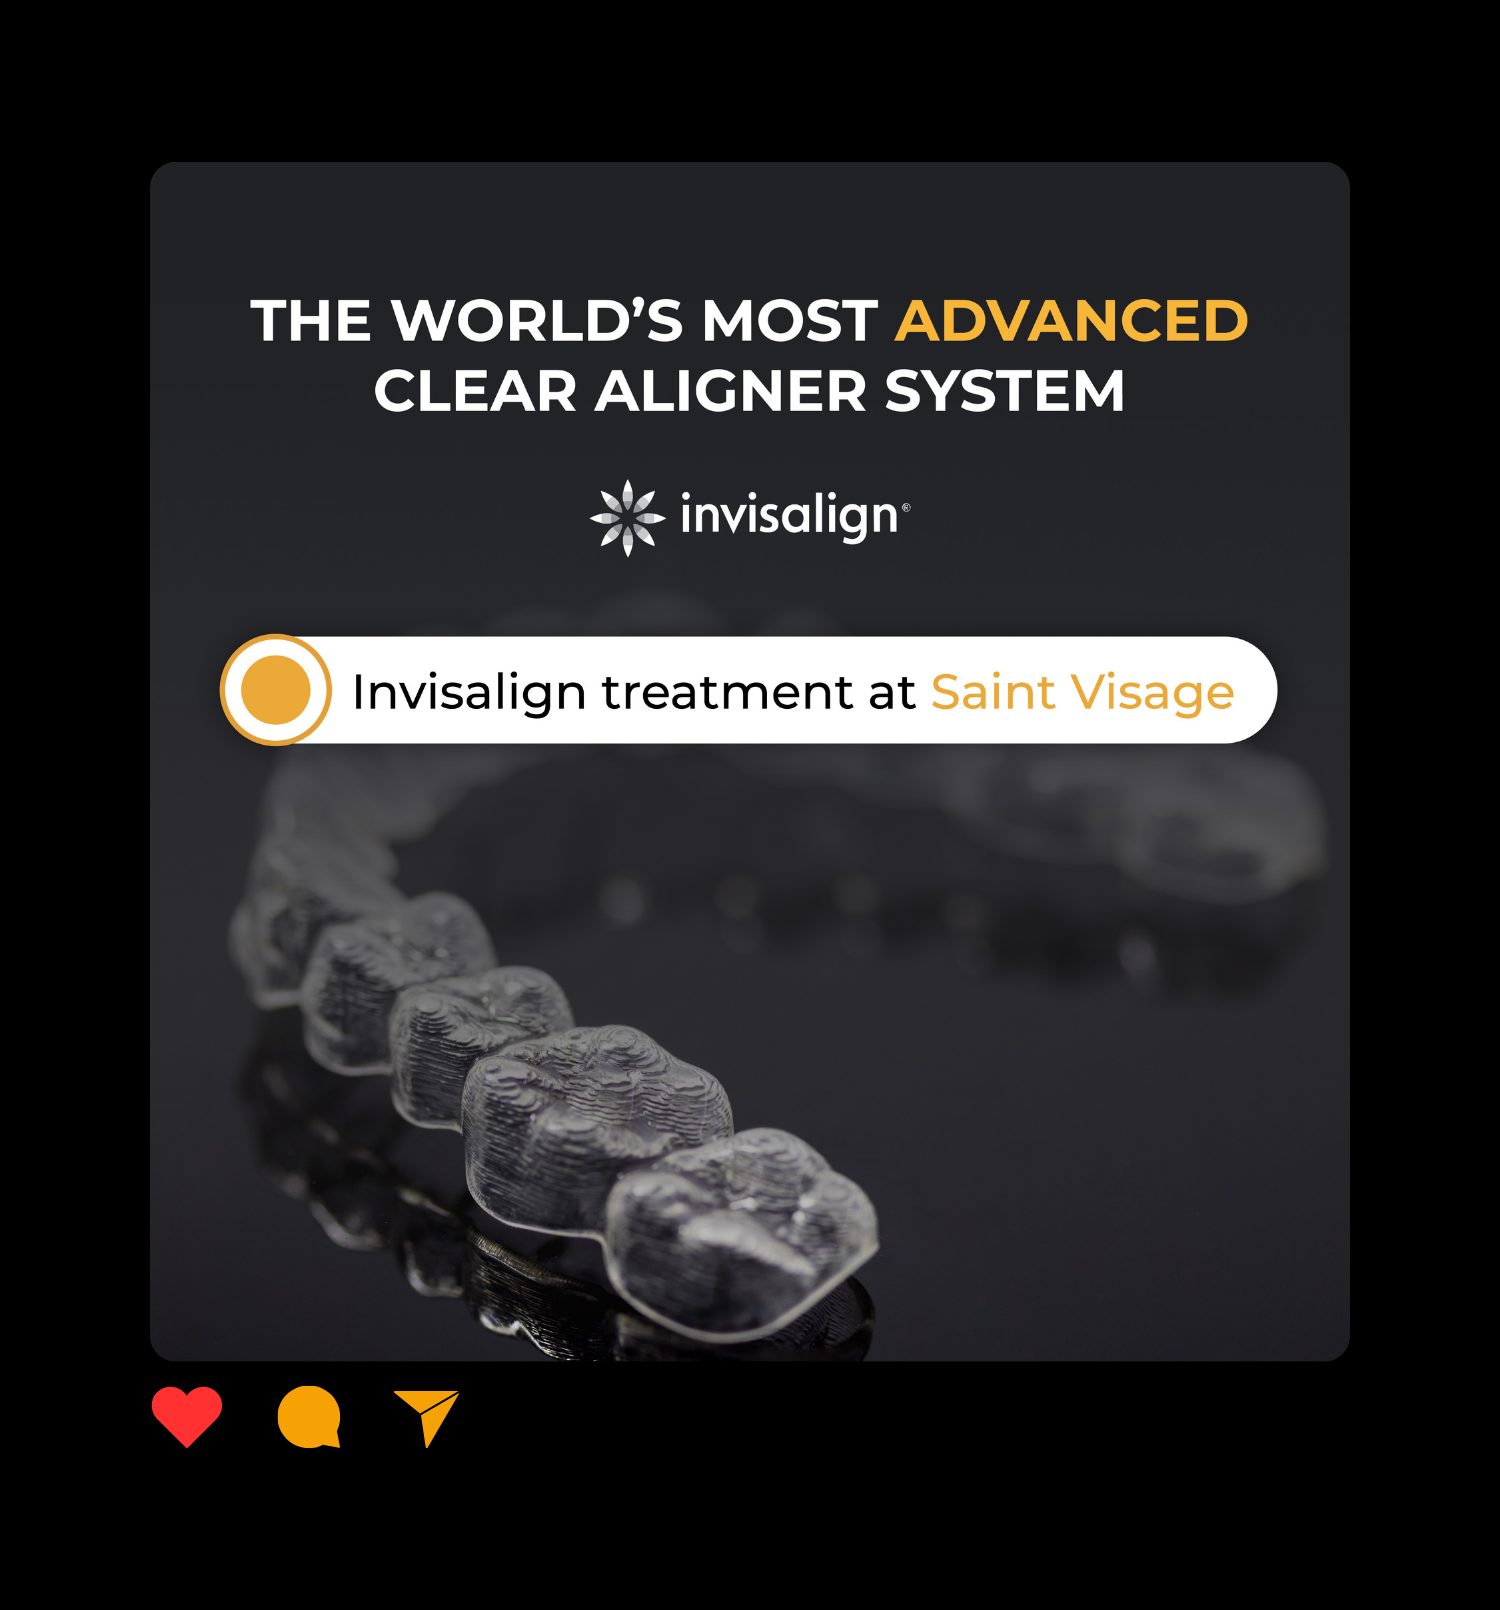 THE WORLD’S MOST ADVANCED
CLEAR ALIGNER SYSTEM
invisalign®
Invisalign treatment at Saint Visage